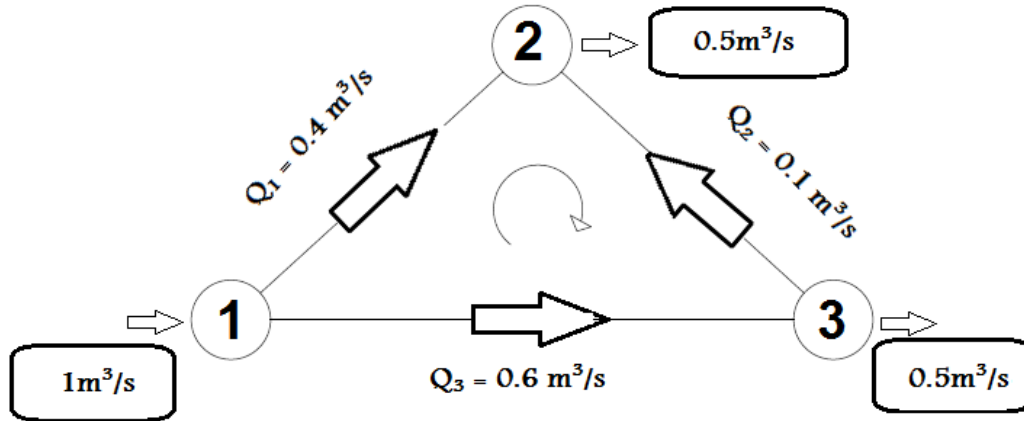 2
0.5m³/s
Q₁ = 0.4 m³/s
Q₂ = 0.1 m³/s
1
3
1m³/s
Q₃ = 0.6 m³/s
0.5m³/s